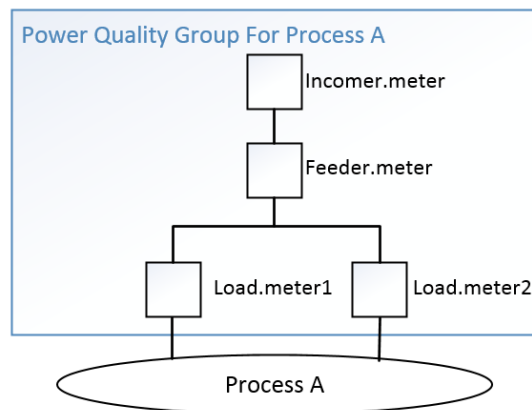 Power Quality Group For Process A
Incomer.meter
Feeder.meter
Load.meter1
Load.meter2
Process A